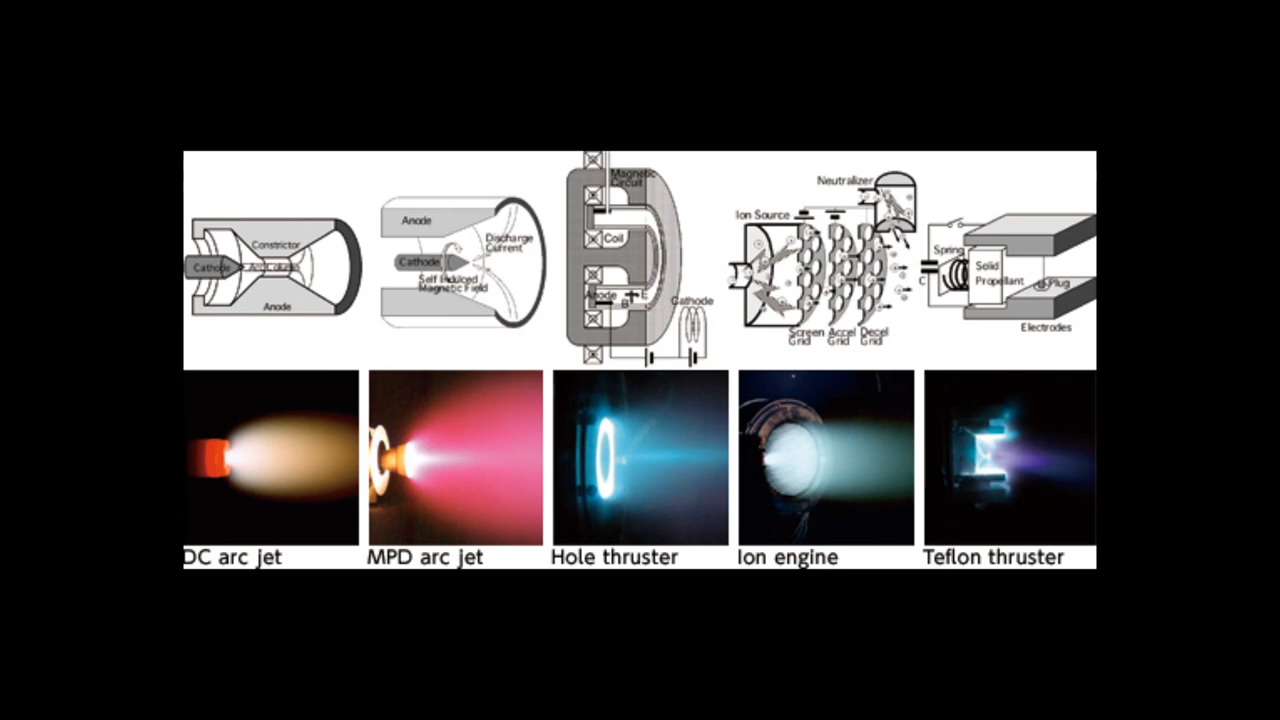 Constrictor
Cathode
Arc Column
Anode
Anode
Cathode
Discharge
Current
Self Induced
Magnetic Field
Magnetic
Circuit
Coil
Anode
E
B
Cathode
Neutralizer
Ion Source
Screen
Grid
Accel
Grid
Decel
Grid
Spring
C
Solid
Propellant
Plug
Electrodes
DC arc jet
MPD arc jet
Hole thruster
Ion engine
Teflon thruster